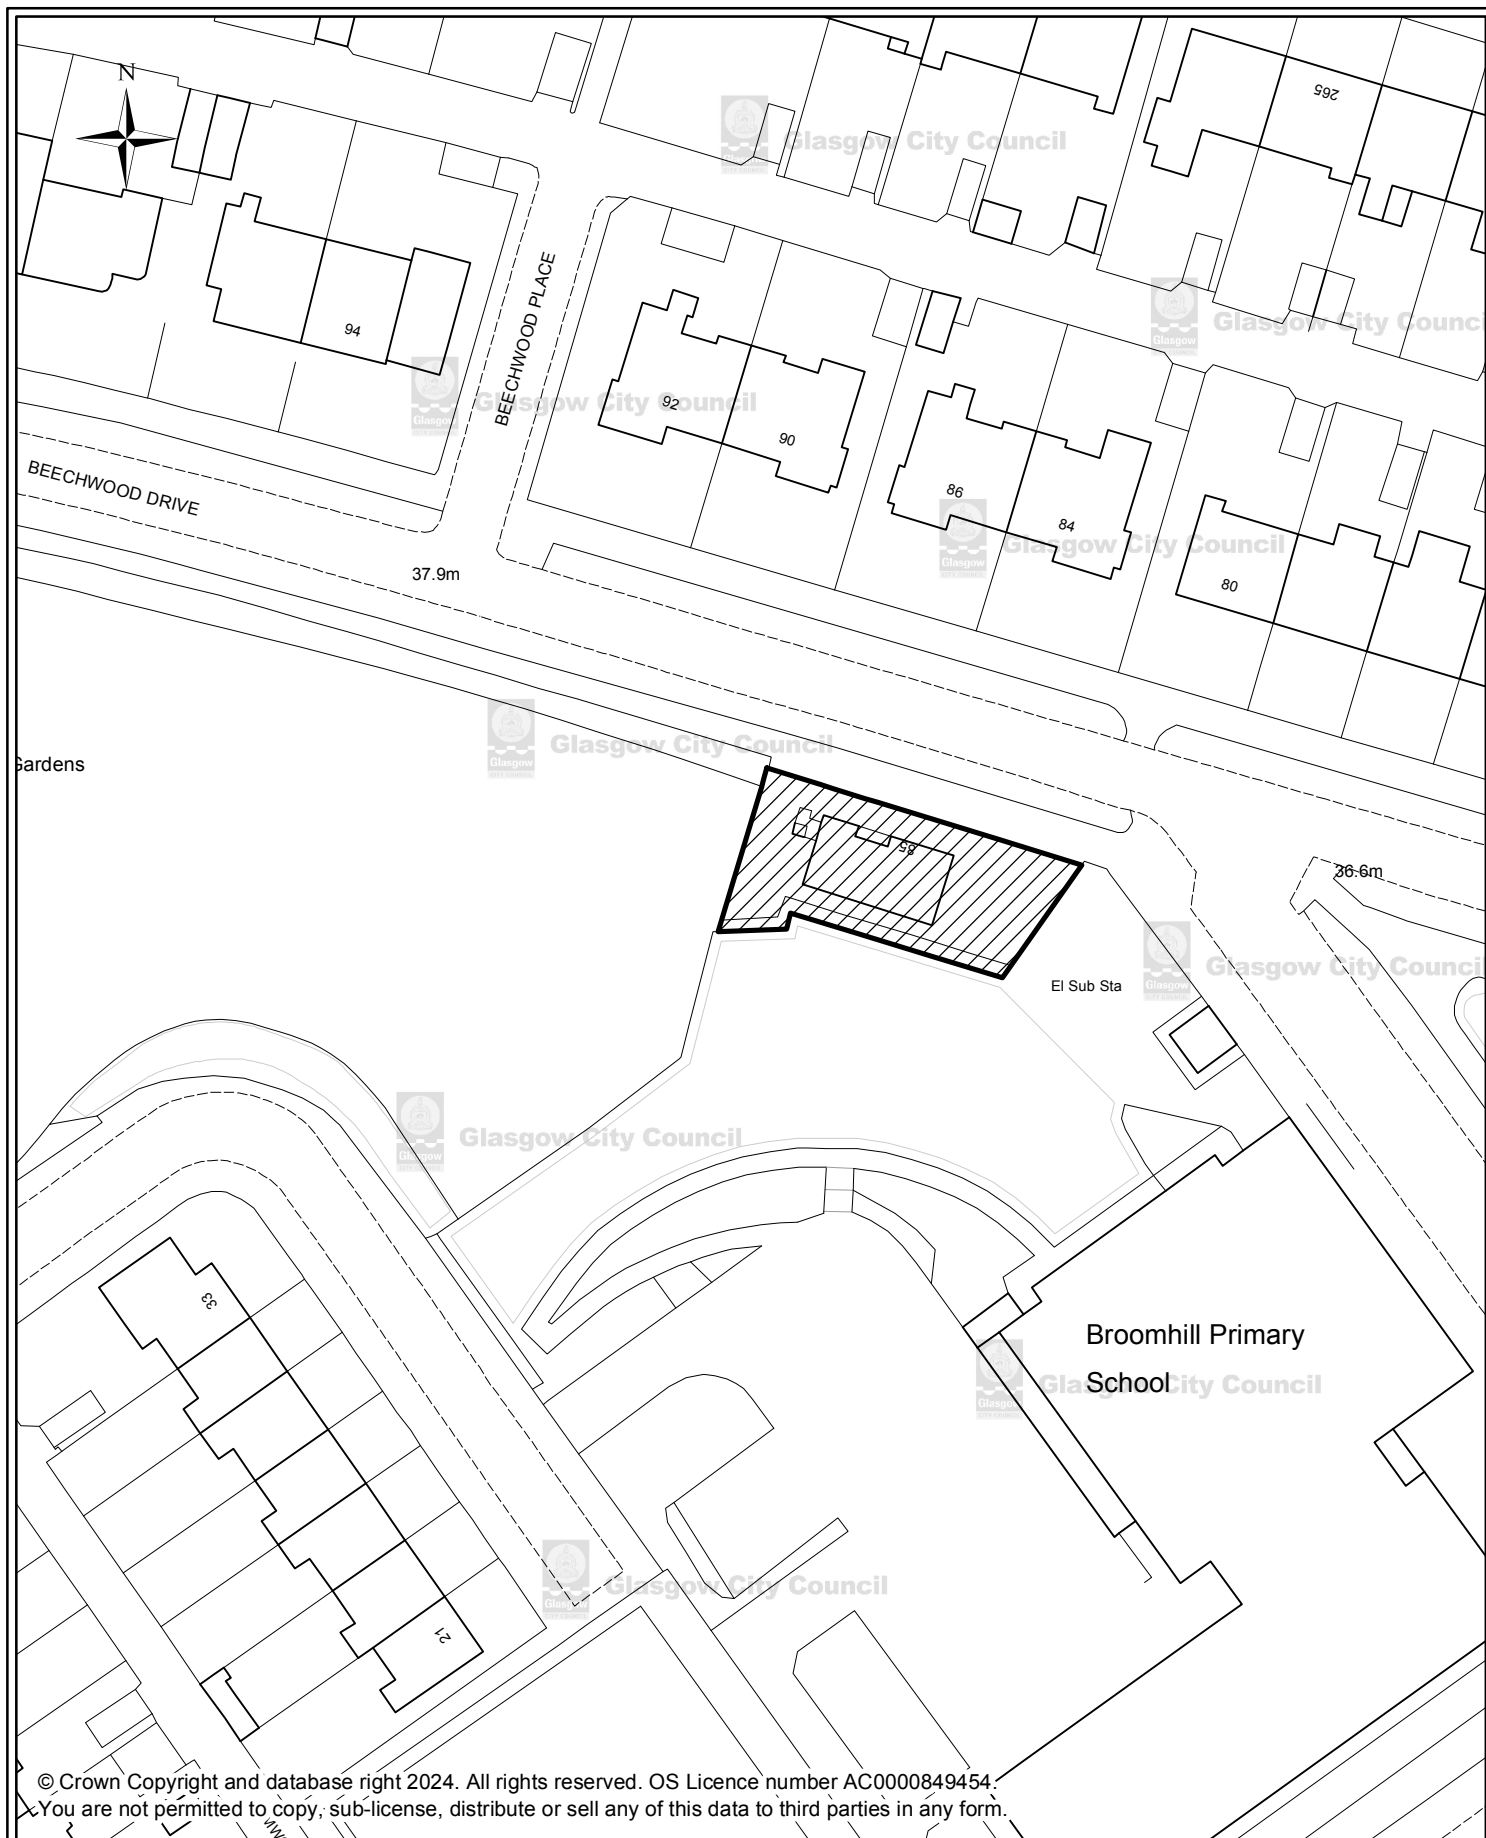 N
265
Glasgow City Council
Glasgow City Council
94
BEECHWOOD PLACE
92
90
Glasgow City Council
BEECHWOOD DRIVE
86
84
Glasgow City Council
80
37.9m
Glasgow City Council
Gardens
85
36.6m
Glasgow City Council
El Sub Sta
Glasgow City Council
33
Broomhill Primary
School
Glasgow City Council
21
Glasgow City Council
© Crown Copyright and database right 2024. All rights reserved. OS Licence number AC0000849454.
You are not permitted to copy, sub-license, distribute or sell any of this data to third parties in any form.